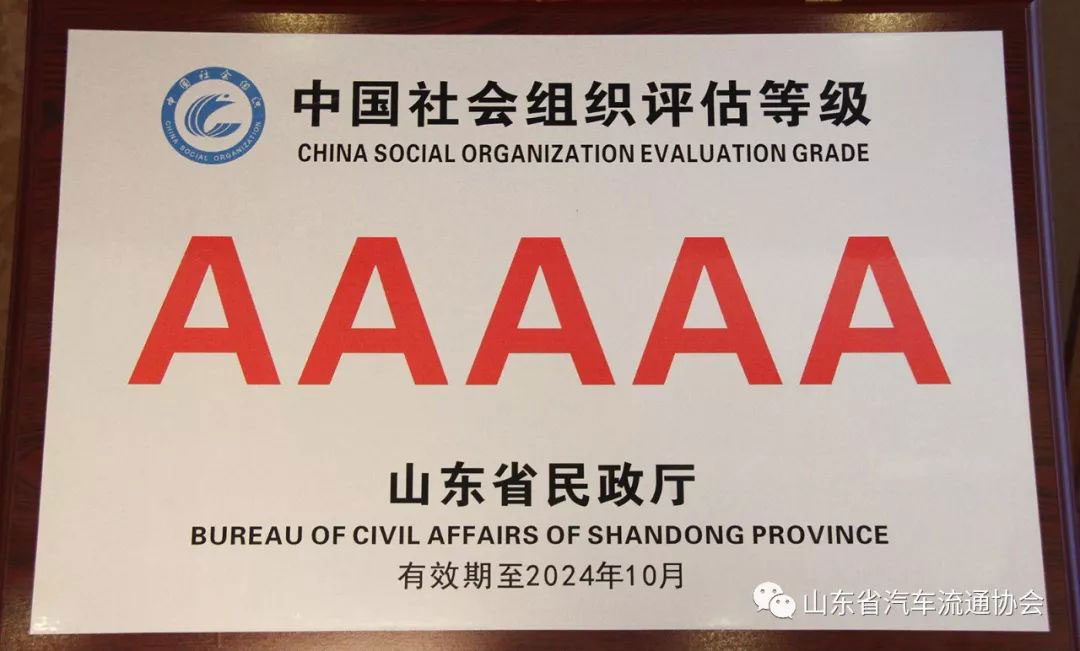 中国社会组织
CHINA SOCIAL ORGANIZATION
中国社会组织评估等级
CHINA SOCIAL ORGANIZATION EVALUATION GRADE
AAAAA
山东省民政厅
BUREAU OF CIVIL AFFAIRS OF SHANDONG PROVINCE
有效期至2024年10月
山东省汽车流通协会